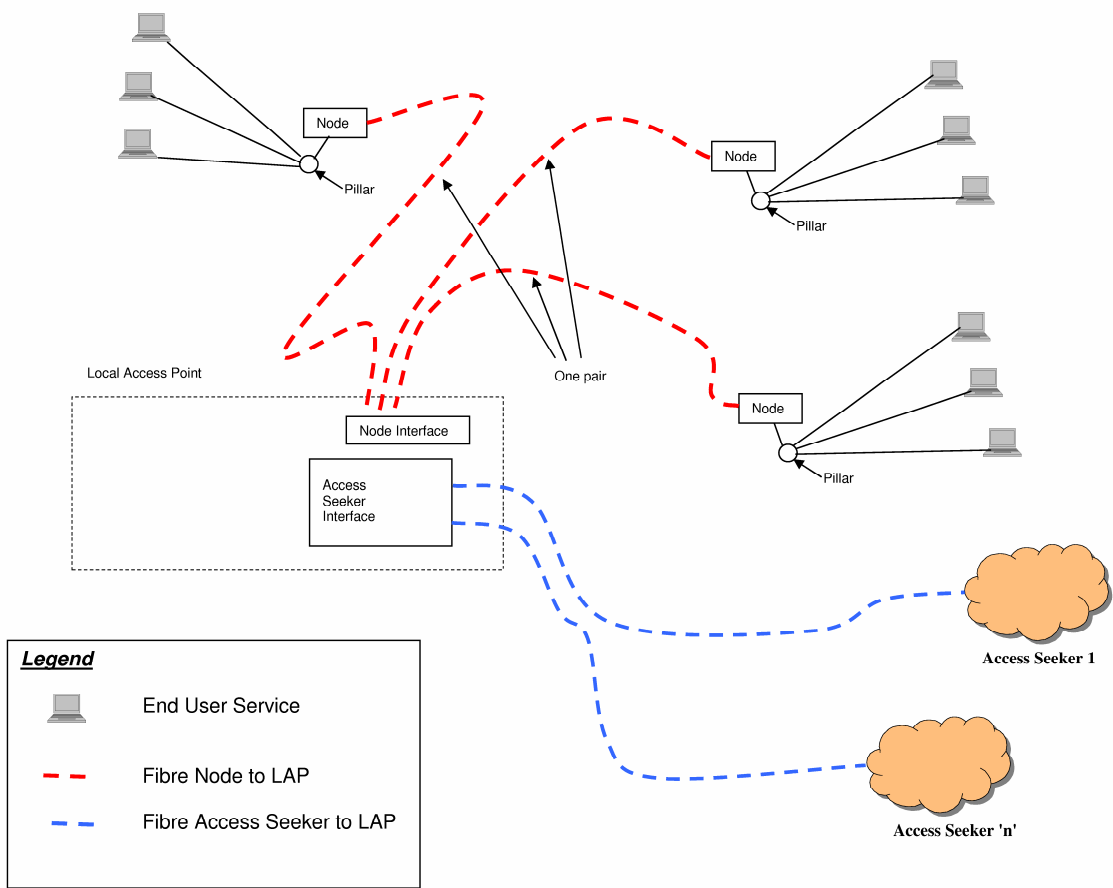 Node
Pillar
Node
Pillar
One pair
Local Access Point
Node Interface
Node
Pillar
Access
Seeker
Interface
Access Seeker 1
Legend
End User Service
Fibre Node to LAP
Fibre Access Seeker to LAP
Access Seeker 'n'